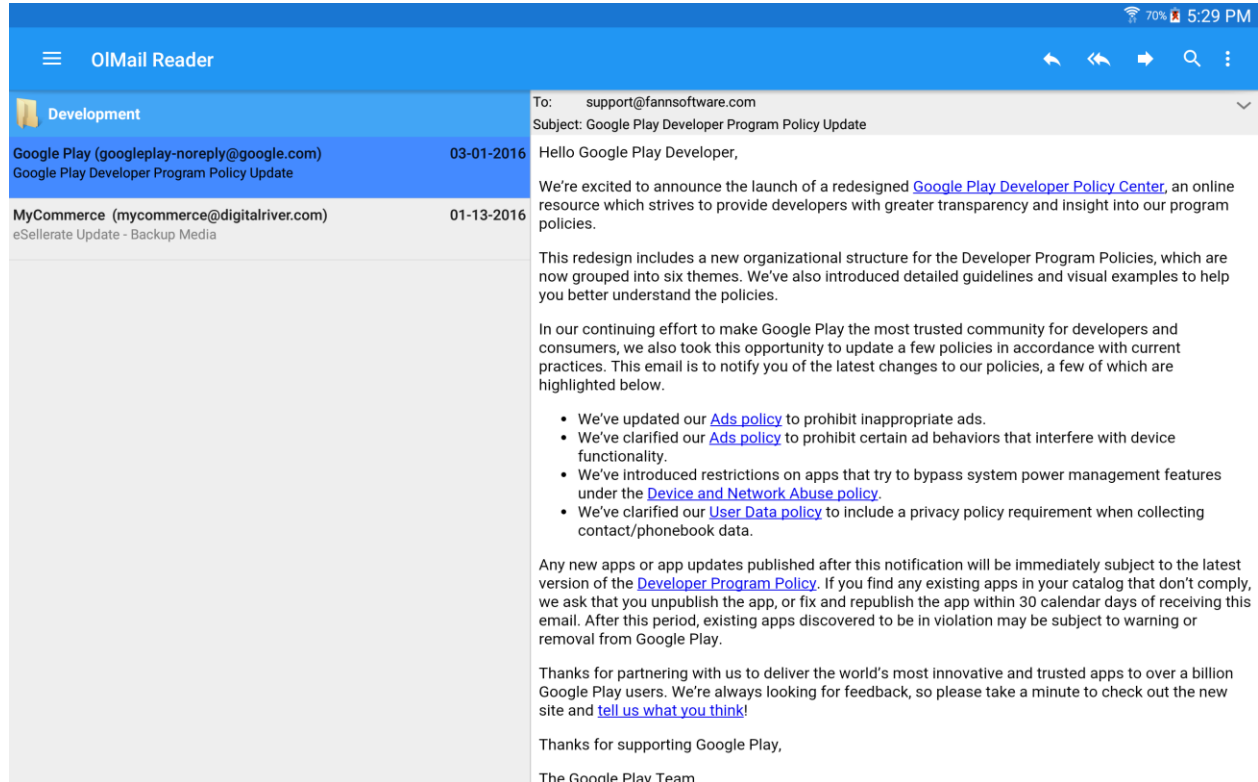 70% 5:29 PM
OlMail Reader
Development
Google Play (googleplay-noreply@google.com) 03-01-2016
Google Play Developer Program Policy Update
MyCommerce (mycommerce@digitalriver.com) 01-13-2016
eSellerate Update - Backup Media
To: support@fannsoftware.com
Subject: Google Play Developer Program Policy Update
Hello Google Play Developer,
We're excited to announce the launch of a redesigned Google Play Developer Policy Center, an online
resource which strives to provide developers with greater transparency and insight into our program
policies.
This redesign includes a new organizational structure for the Developer Program Policies, which are
now grouped into six themes. We've also introduced detailed guidelines and visual examples to help
you better understand the policies.
In our continuing effort to make Google Play the most trusted community for developers and
consumers, we also took this opportunity to update a few policies in accordance with current
practices. This email is to notify you of the latest changes to our policies, a few of which are
highlighted below.
• We've updated our Ads policy to prohibit inappropriate ads.
• We've clarified our Ads policy to prohibit certain ad behaviors that interfere with device
functionality.
• We've introduced restrictions on apps that try to bypass system power management features
under the Device and Network Abuse policy.
• We've clarified our User Data policy to include a privacy policy requirement when collecting
contact/phonebook data.
Any new apps or app updates published after this notification will be immediately subject to the latest
version of the Developer Program Policy. If you find any existing apps in your catalog that don't comply,
we ask that you unpublish the app, or fix and republish the app within 30 calendar days of receiving this
email. After this period, existing apps discovered to be in violation may be subject to warning or
removal from Google Play.
Thanks for partnering with us to deliver the world's most innovative and trusted apps to over a billion
Google Play users. We're always looking for feedback, so please take a minute to check out the new
site and tell us what you think!
Thanks for supporting Google Play,
The Google Play Team